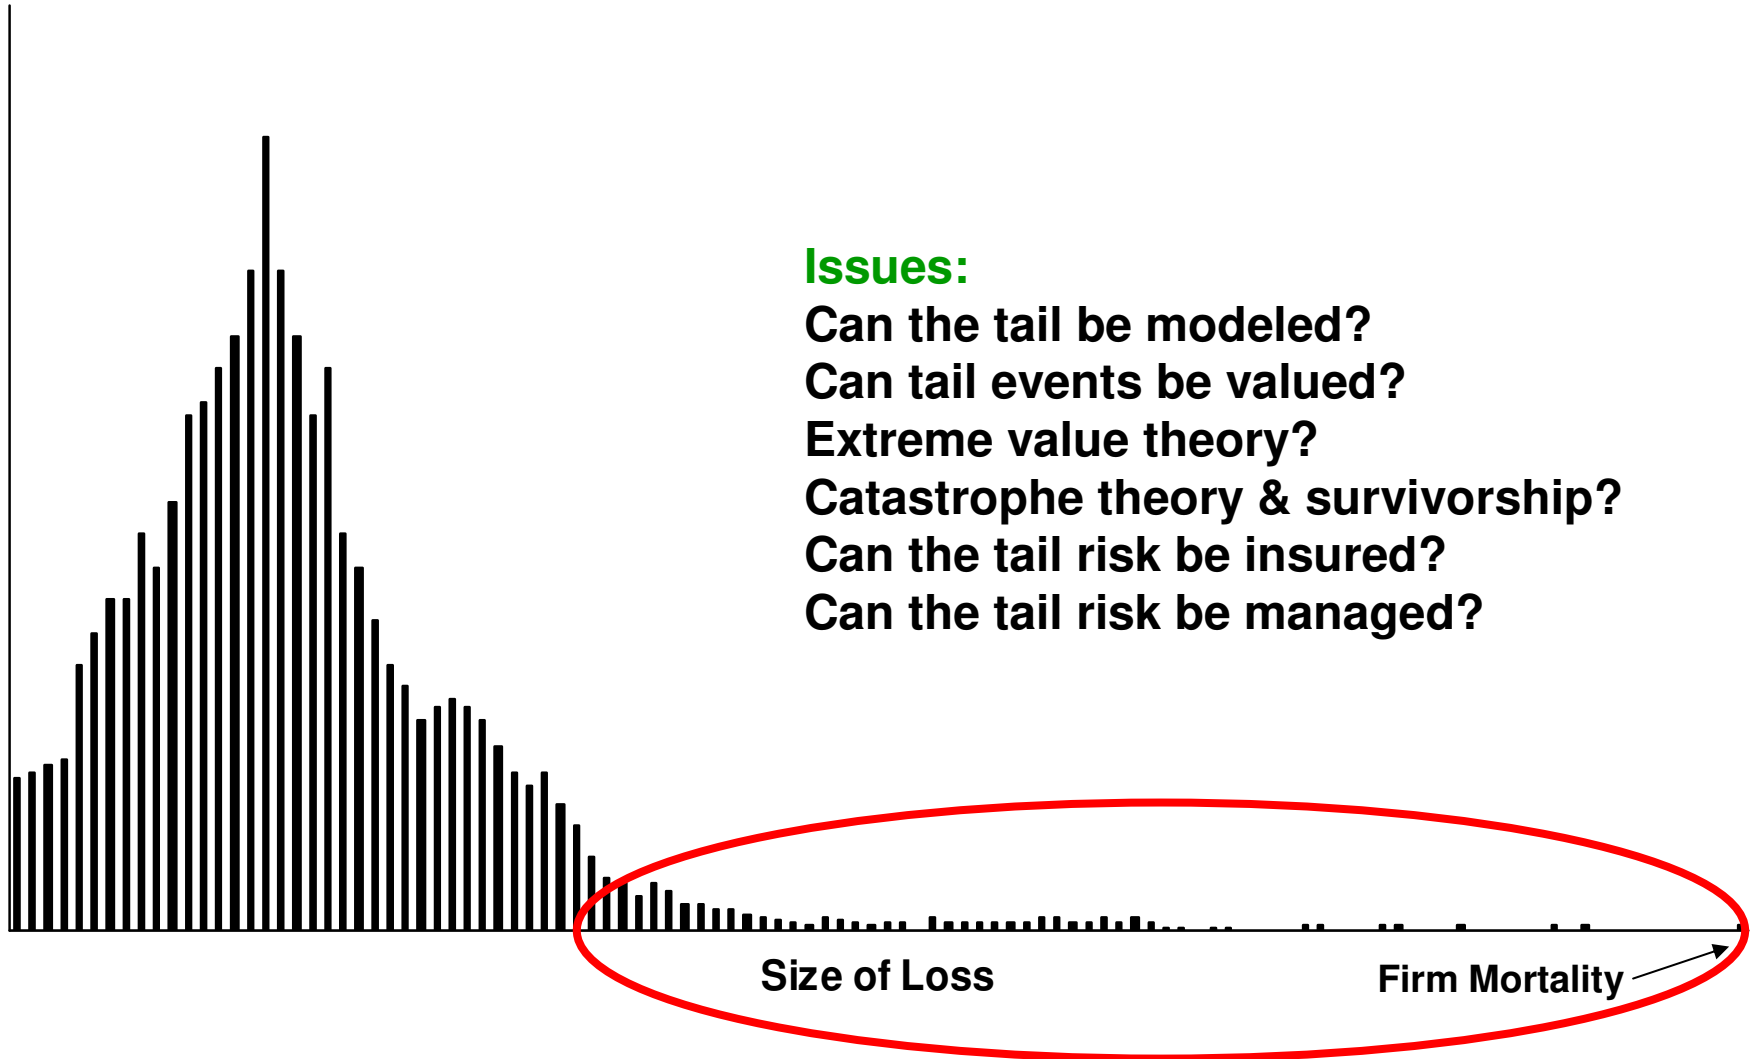 Issues:
Can the tail be modeled?
Can tail events be valued?
Extreme value theory?
Catastrophe theory & survivorship?
Can the tail risk be insured?
Can the tail risk be managed?
Size of Loss
Firm Mortality